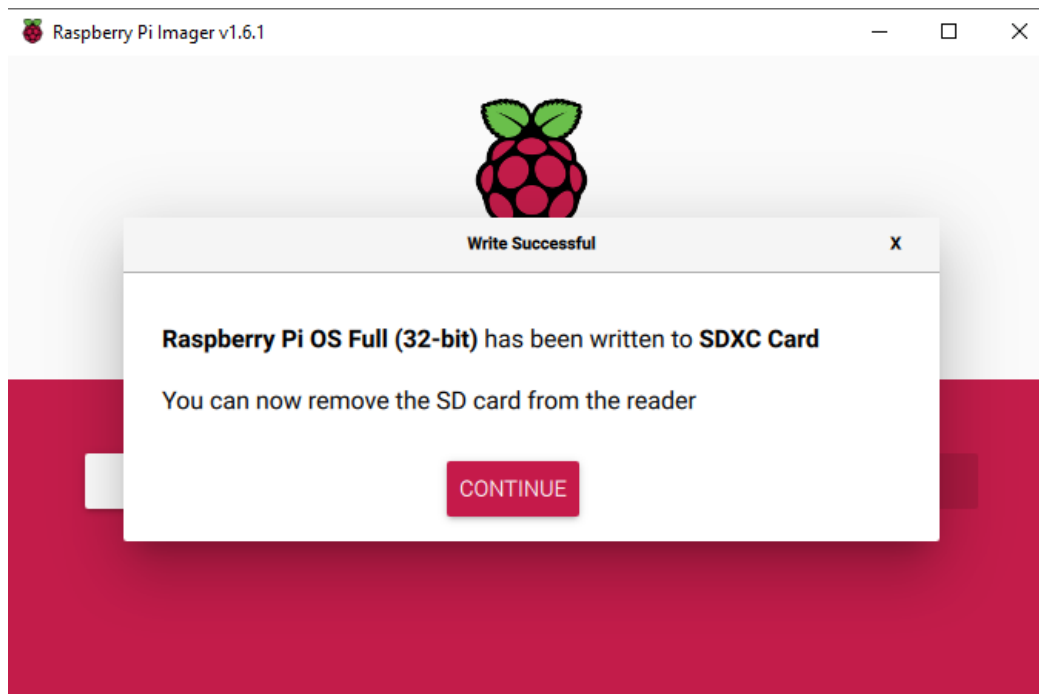 Raspberry Pi Imager v1.6.1
Write Successful
X
Raspberry Pi OS Full (32-bit) has been written to SDXC Card
You can now remove the SD card from the reader
CONTINUE